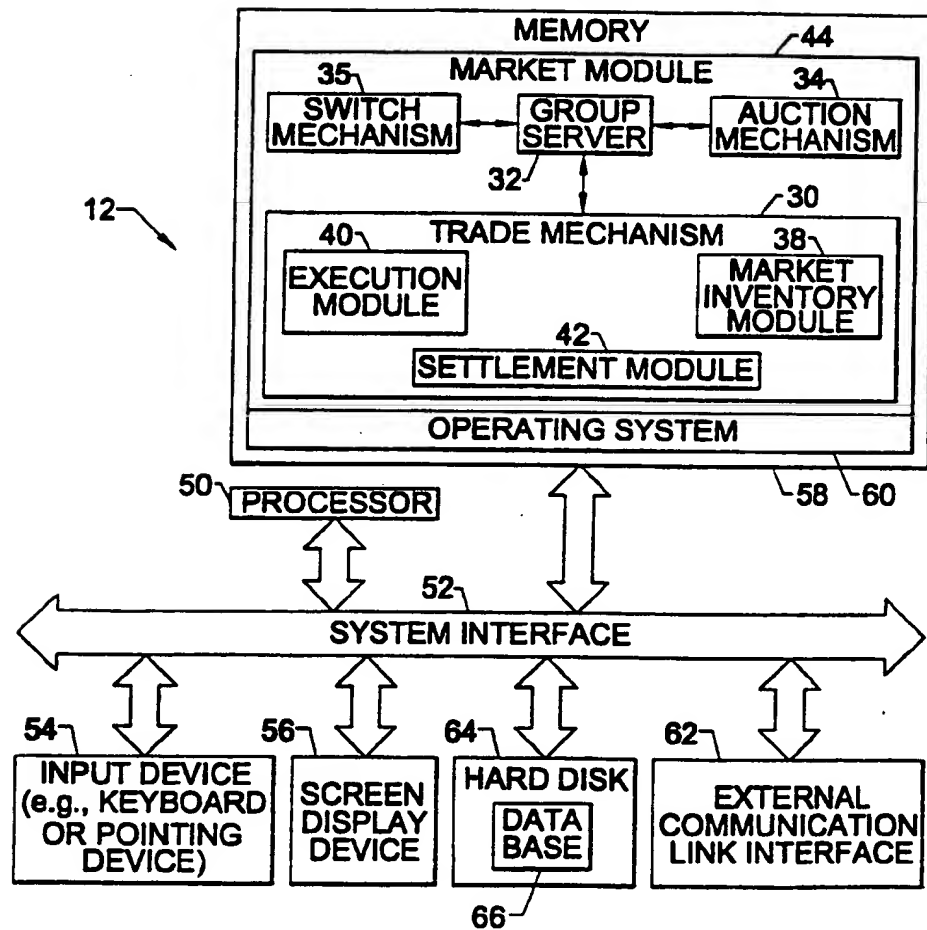 MEMORY
44
MARKET MODULE
35
SWITCH
MECHANISM
GROUP
SERVER
32
34
AUCTION
MECHANISM
12
30
TRADE MECHANISM
40
EXECUTION
MODULE
38
MARKET
INVENTORY
MODULE
42
SETTLEMENT MODULE
OPERATING SYSTEM
58
60
50
PROCESSOR
52
SYSTEM INTERFACE
54
INPUT DEVICE
(e.g., KEYBOARD
OR POINTING
DEVICE)
56
SCREEN
DISPLAY
DEVICE
64
HARD DISK
DATA
BASE
66
62
EXTERNAL
COMMUNICATION
LINK INTERFACE